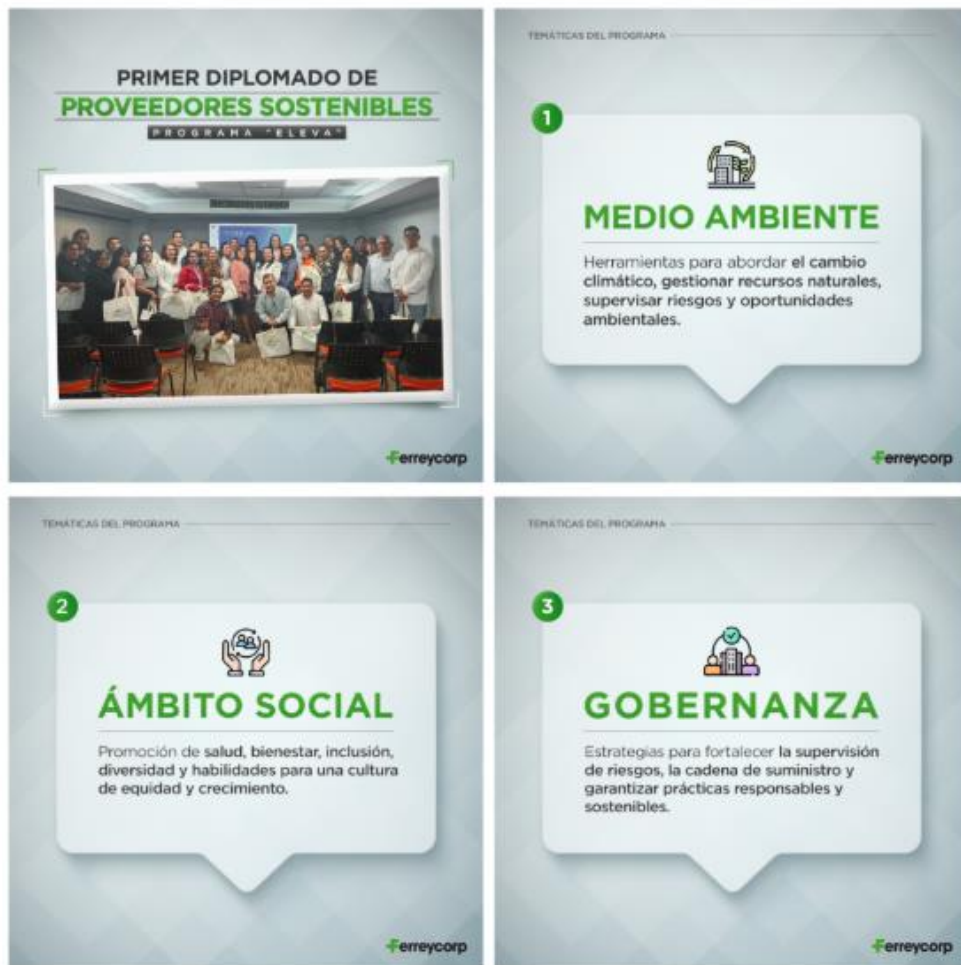 PRIMER DIPLOMADO DE
PROVEEDORES SOSTENIBLES
PROGRAMA "ELEVA"
Ferreycorp
TEMÁTICAS DEL PROGRAMA
1
MEDIO AMBIENTE
Herramientas para abordar el cambio
climático, gestionar recursos naturales,
supervisar riesgos y oportunidades
ambientales.
Ferreycorp
TEMÁTICAS DEL PROGRAMA
2
ÁMBITO SOCIAL
Promoción de salud, bienestar, inclusión,
diversidad y habilidades para una cultura
de equidad y crecimiento.
Ferreycorp
TEMÁTICAS DEL PROGRAMA
3
GOBERNANZA
Estrategias para fortalecer la supervisión
de riesgos, la cadena de suministro y
garantizar prácticas responsables y
sostenibles.
Ferreycorp